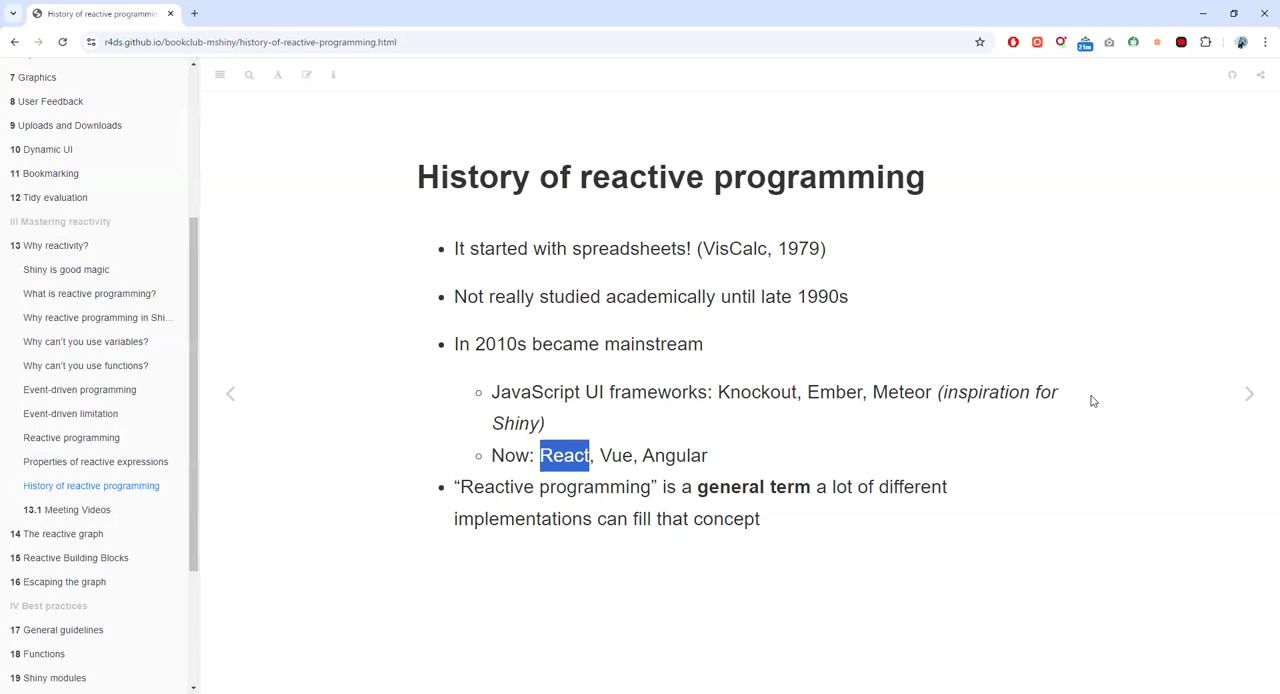 History of reactive programmin
r4ds.github.io/bookclub-mshiny/history-of-reactive-programming.html
21m
7 Graphics
8 User Feedback
9 Uploads and Downloads
10 Dynamic UI
11 Bookmarking
12 Tidy evaluation
III Mastering reactivity
13 Why reactivity?
Shiny is good magic
What is reactive programming?
Why reactive programming in Shi...
Why can't you use variables?
Why can't you use functions?
Event-driven programming
Event-driven limitation
Reactive programming
Properties of reactive expressions
History of reactive programming
13.1 Meeting Videos
14 The reactive graph
15 Reactive Building Blocks
16 Escaping the graph
IV Best practices
17 General guidelines
18 Functions
19 Shiny modules
History of reactive programming
• It started with spreadsheets! (VisCalc, 1979)
• Not really studied academically until late 1990s
• In 2010s became mainstream
◦ JavaScript UI frameworks: Knockout, Ember, Meteor (inspiration for
Shiny)
◦ Now: React, Vue, Angular
• “Reactive programming” is a general term a lot of different
implementations can fill that concept